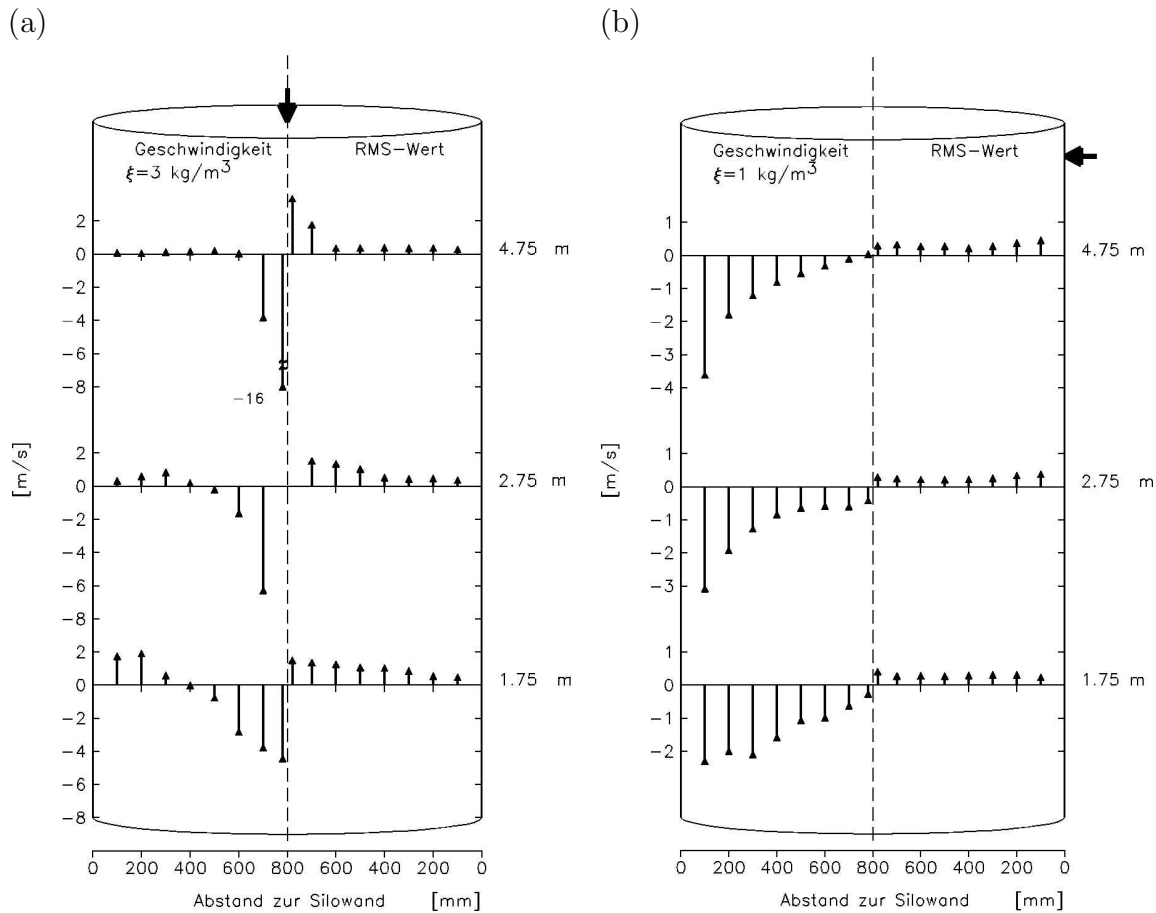 (a)
Geschwindigkeit RMS-Wert
ξ=3 kg/m³
2
0
-2
-4
-6
-8
-16
4.75 m
[m/s]
2
0
-2
-4
-6
-8
2.75 m
2
0
-2
-4
-6
-8
1.75 m
0 200 400 600 800 600 400 200 0
Abstand zur Silowand [mm]
(b)
Geschwindigkeit RMS-Wert
ξ=1 kg/m³
1
0
-1
-2
-3
-4
4.75 m
[m/s]
1
0
-1
-2
-3
2.75 m
1
0
-1
-2
1.75 m
0 200 400 600 800 600 400 200 0
Abstand zur Silowand [mm]